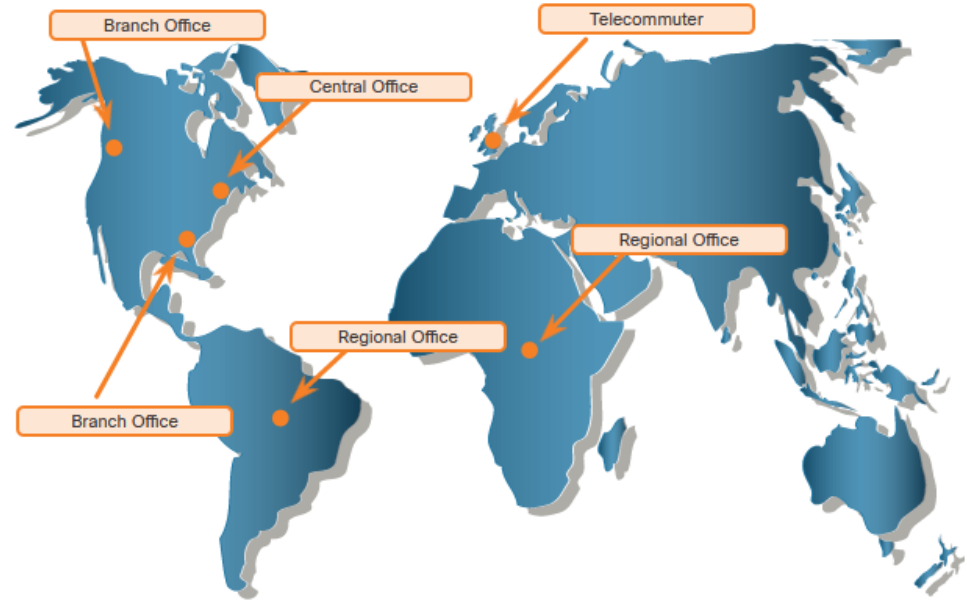 Branch Office
Telecommuter
Central Office
Regional Office
Regional Office
Branch Office